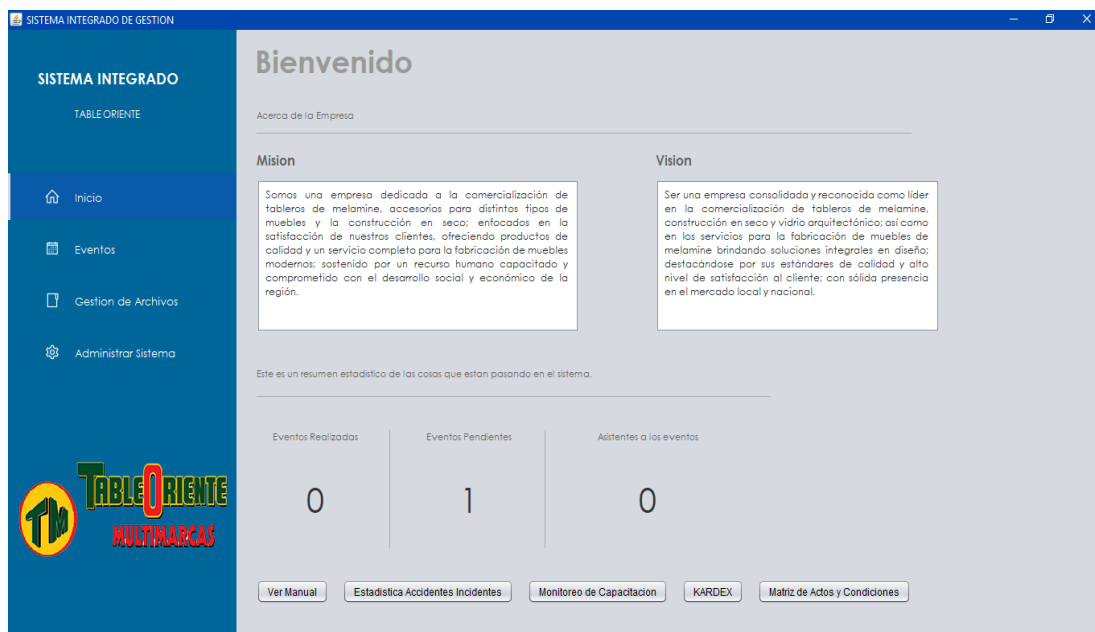 SISTEMA INTEGRADO DE GESTION
SISTEMA INTEGRADO
TABLE ORIENTE
Inicio
Eventos
Gestion de Archivos
Administrar Sistema
TABLEORIENTE
MULTIMARCAS
TM
Bienvenido
Acerca de la Empresa
Mision
Somos una empresa dedicada a la comercialización de
tableros de melamine, accesorios para distintos tipos de
muebles y la construcción en seco; enfocados en la
satisfacción de nuestros clientes, ofreciendo productos de
calidad y un servicio completo para la fabricación de muebles
modernos; sostenido por un recurso humano capacitado y
comprometido con el desarrollo social y económico de la
región.
Vision
Ser una empresa consolidada y reconocida como líder
en la comercialización de tableros de melamine,
construcción en seco y vidrio arquitectónico; así como
en los servicios para la fabricación de muebles de
melamine brindando soluciones integrales en diseño;
destacándose por sus estándares de calidad y alto
nivel de satisfacción al cliente; con sólida presencia
en el mercado local y nacional.
Este es un resumen estadistico de las cosas que estan pasando en el sistema.
Eventos Realizadas
0
Eventos Pendientes
1
Asistentes a los eventos
0
Ver Manual
Estadistica Accidentes Incidentes
Monitoreo de Capacitacion
KARDEX
Matriz de Actos y Condiciones